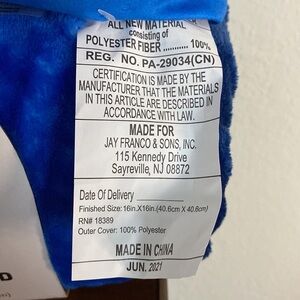 ALL NEW MATERIAL
consisting of
POLYESTER FIBER ........... 100%
REG. NO. PA-29034(CN)
CERTIFICATION IS MADE BY THE
MANUFACTURER THAT THE MATERIALS
IN THIS ARTICLE ARE DESCRIBED IN
ACCORDANCE WITH LAW.
MADE FOR
JAY FRANCO & SONS, INC.
115 Kennedy Drive
Sayreville, NJ 08872
Date Of Delivery
Finished Size: 16in.X16in.(40.6cm X 40.6cm)
RN# 18389
Outer Cover: 100% Polyester
MADE IN CHINA
JUN. 2021